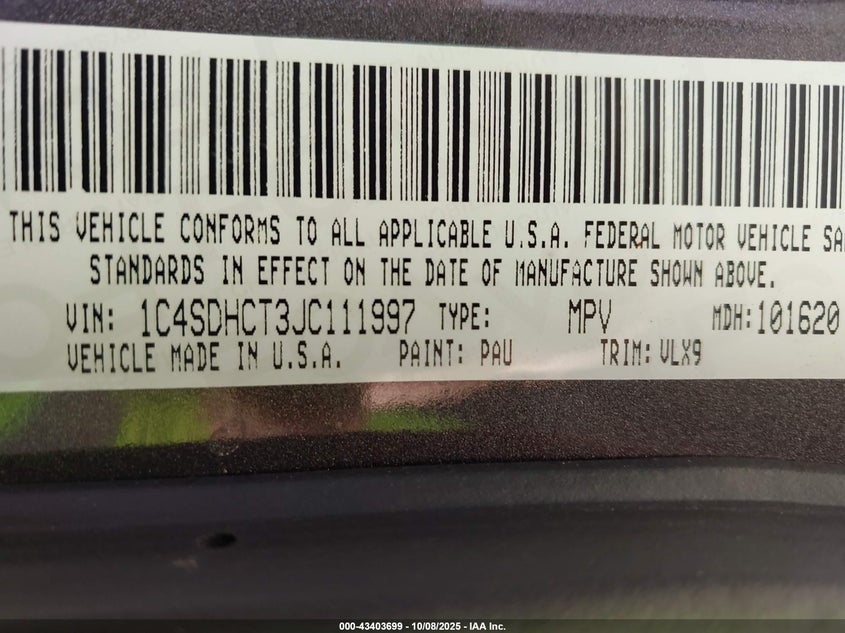 THIS VEHICLE CONFORMS TO ALL APPLICABLE U.S.A. FEDERAL MOTOR VEHICLE SA
STANDARDS IN EFFECT ON THE DATE OF MANUFACTURE SHOWN ABOVE.
VIN: 1C4SDHCT3JC111997 TYPE: MPV MDH:101620
VEHICLE MADE IN U.S.A. PAINT: PAU TRIM: VLX9
000-43403699 - 10/08/2025 - IAA Inc.